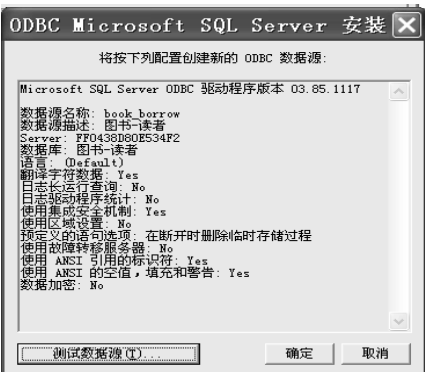 ODBC Microsoft SQL Server 安装
将按下列配置创建新的 ODBC 数据源:
Microsoft SQL Server ODBC 驱动程序版本 03.85.1117
数据源名称: book_borrow
数据源描述: 图书-读者
Server: FF0438D80E534F2
数据库: 图书-读者
语言: (Default)
翻译字符数据: Yes
日志长运行查询: No
日志驱动程序统计: No
使用集成安全机制: Yes
使用区域设置: No
预定义的语句选项: 在断开时删除临时存储过程
使用故障转移服务器: No
使用 ANSI 引用的标识符: Yes
使用 ANSI 的空值，填充和警告: Yes
数据加密: No
测试数据源(T)...
确定
取消